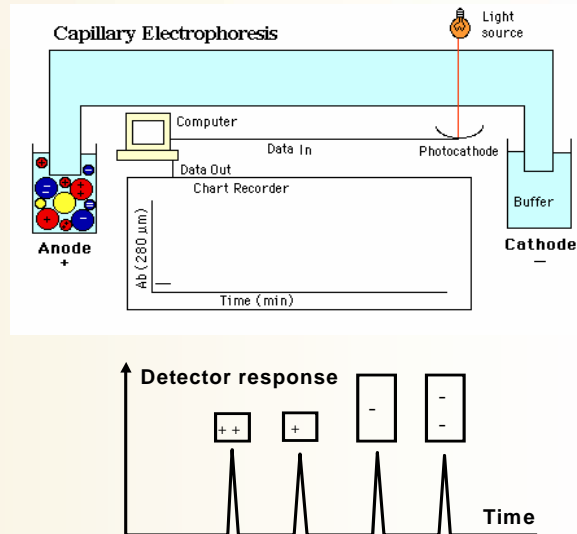 Capillary Electrophoresis
Light
source
Computer
Data In
Photocathode
Data Out
Chart Recorder
Buffer
Anode
+
Cathode
–
Ab (280 µm)
Time (min)
Detector response
+ + + - -
-
Time